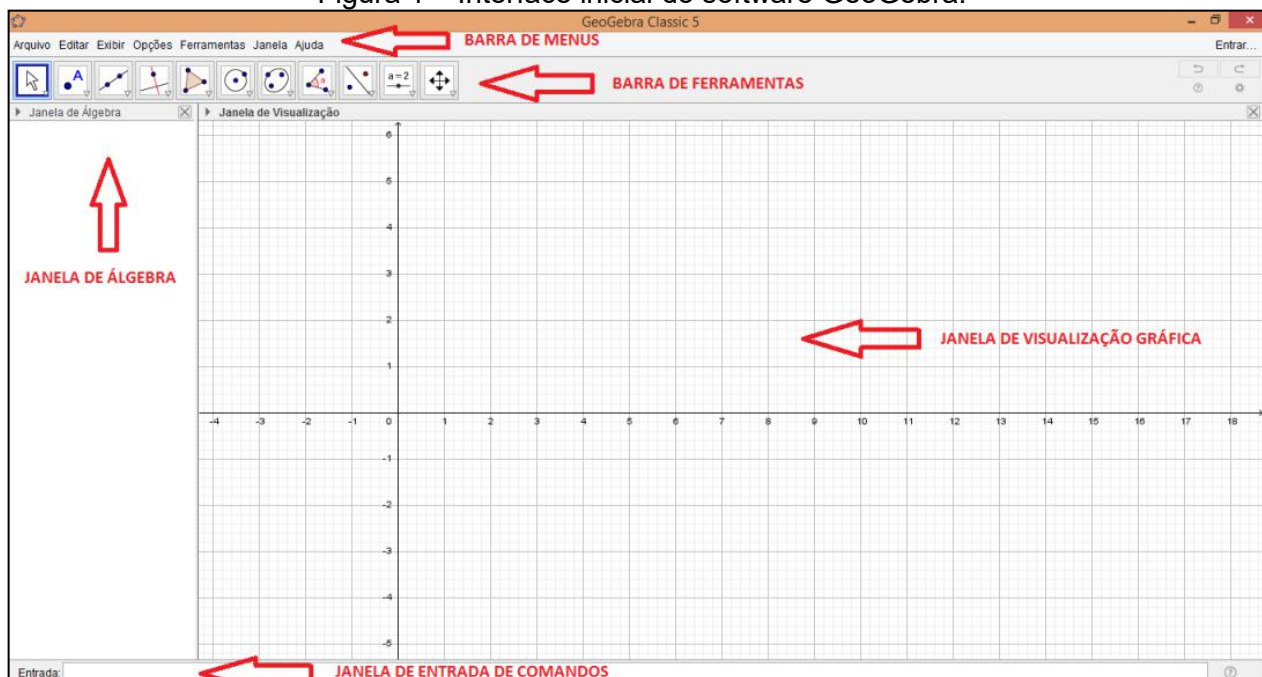 Figura 1 – Interface inicial do software GeoGebra.
GeoGebra Classic 5
Arquivo Editar Exibir Opções Ferramentas Janela Ajuda
BARRA DE MENUS
Entrar...
A
α
a=2
BARRA DE FERRAMENTAS
Janela de Álgebra
Janela de Visualização
6
5
4
JANELA DE ÁLGEBRA
3
2
JANELA DE VISUALIZAÇÃO GRÁFICA
1
-4 -3 -2 -1 0 1 2 3 4 5 6 7 8 9 10 11 12 13 14 15 16 17 18
-1
-2
-3
-4
-5
Entrada:
JANELA DE ENTRADA DE COMANDOS